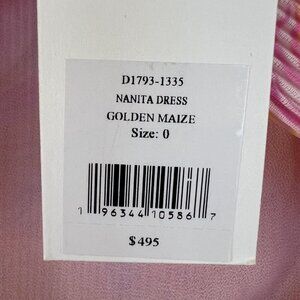 D1793-1335
NANITA DRESS
GOLDEN MAIZE
Size: 0
1 96344 10586 7
$495